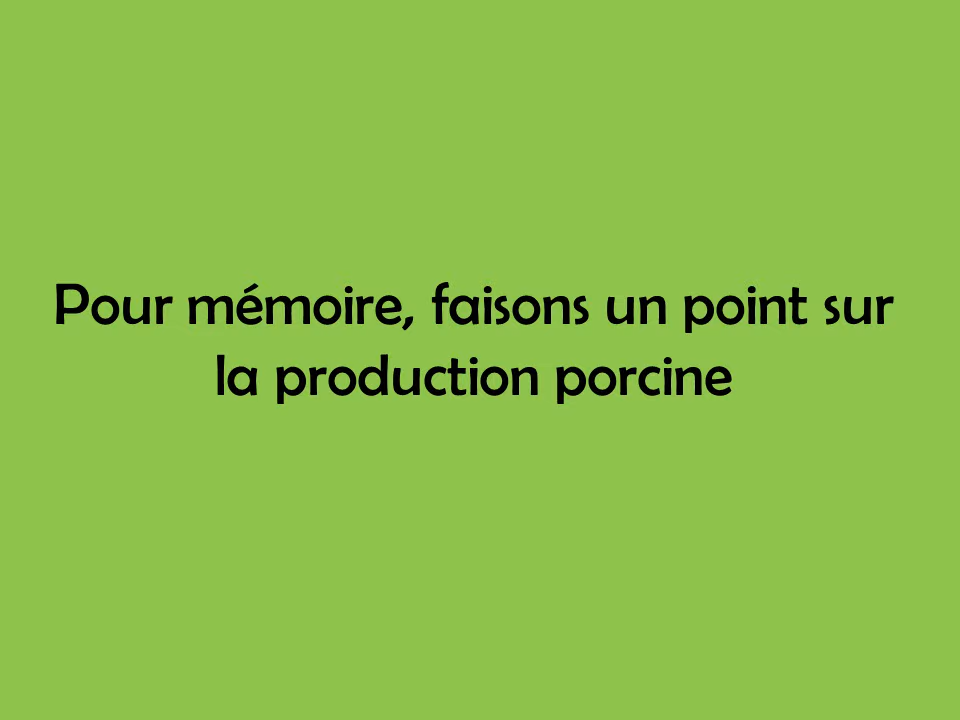 Pour mémoire, faisons un point sur
la production porcine